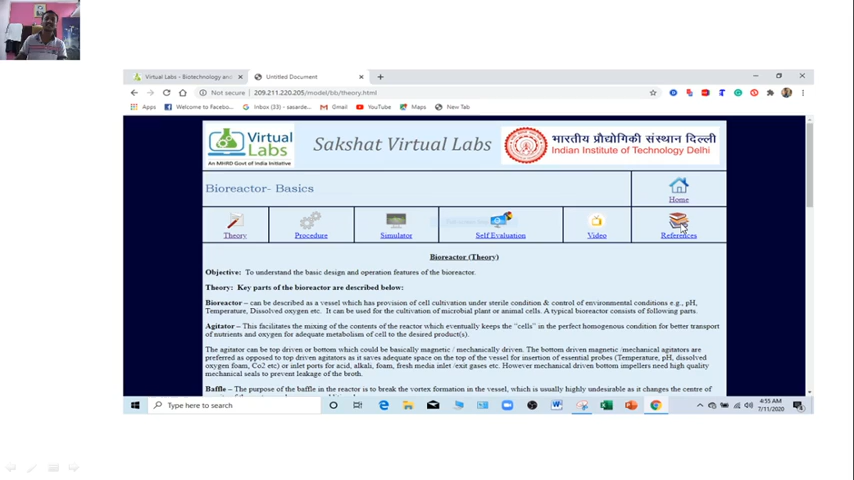 Virtual Labs - Biotechnology and
Untitled Document
Not secure | 209.211.220.205/model/bb/theory.html
Apps
Welcome to Faceboo...
Inbox (33) - sasarde...
Gmail
YouTube
Maps
New Tab
Virtual
Labs
An MHRD Govt of India Initiative
Sakshat Virtual Labs
भारतीय प्रौद्योगिकी संस्थान दिल्ली
Indian Institute of Technology Delhi
Bioreactor- Basics
Home
Theory
Procedure
Simulator
Self Evaluation
Video
References
Bioreactor (Theory)
Objective: To understand the basic design and operation features of the bioreactor.
Theory: Key parts of the bioreactor are described below:
Bioreactor – can be described as a vessel which has provision of cell cultivation under sterile condition & control of environmental conditions e.g., pH,
Temperature, Dissolved oxygen etc. It can be used for the cultivation of microbial plant or animal cells. A typical bioreactor consists of following parts.
Agitator – This facilitates the mixing of the contents of the reactor which eventually keeps the “cells” in the perfect homogenous condition for better transport
of nutrients and oxygen for adequate metabolism of cell to the desired product(s).
The agitator can be top driven or bottom which could be basically magnetic / mechanically driven. The bottom driven magnetic /mechanical agitators are
preferred as opposed to top driven agitators as it saves adequate space on the top of the vessel for insertion of essential probes (Temperature, pH, dissolved
oxygen foam, Co2 etc) or inlet ports for acid, alkali, foam, fresh media inlet /exit gases etc. However mechanical driven bottom impellers need high quality
mechanical seals to prevent leakage of the broth.
Baffle – The purpose of the baffle in the reactor is to break the vortex formation in the vessel, which is usually highly undesirable as it changes the centre of
Type here to search
4:55 AM
7/11/2020